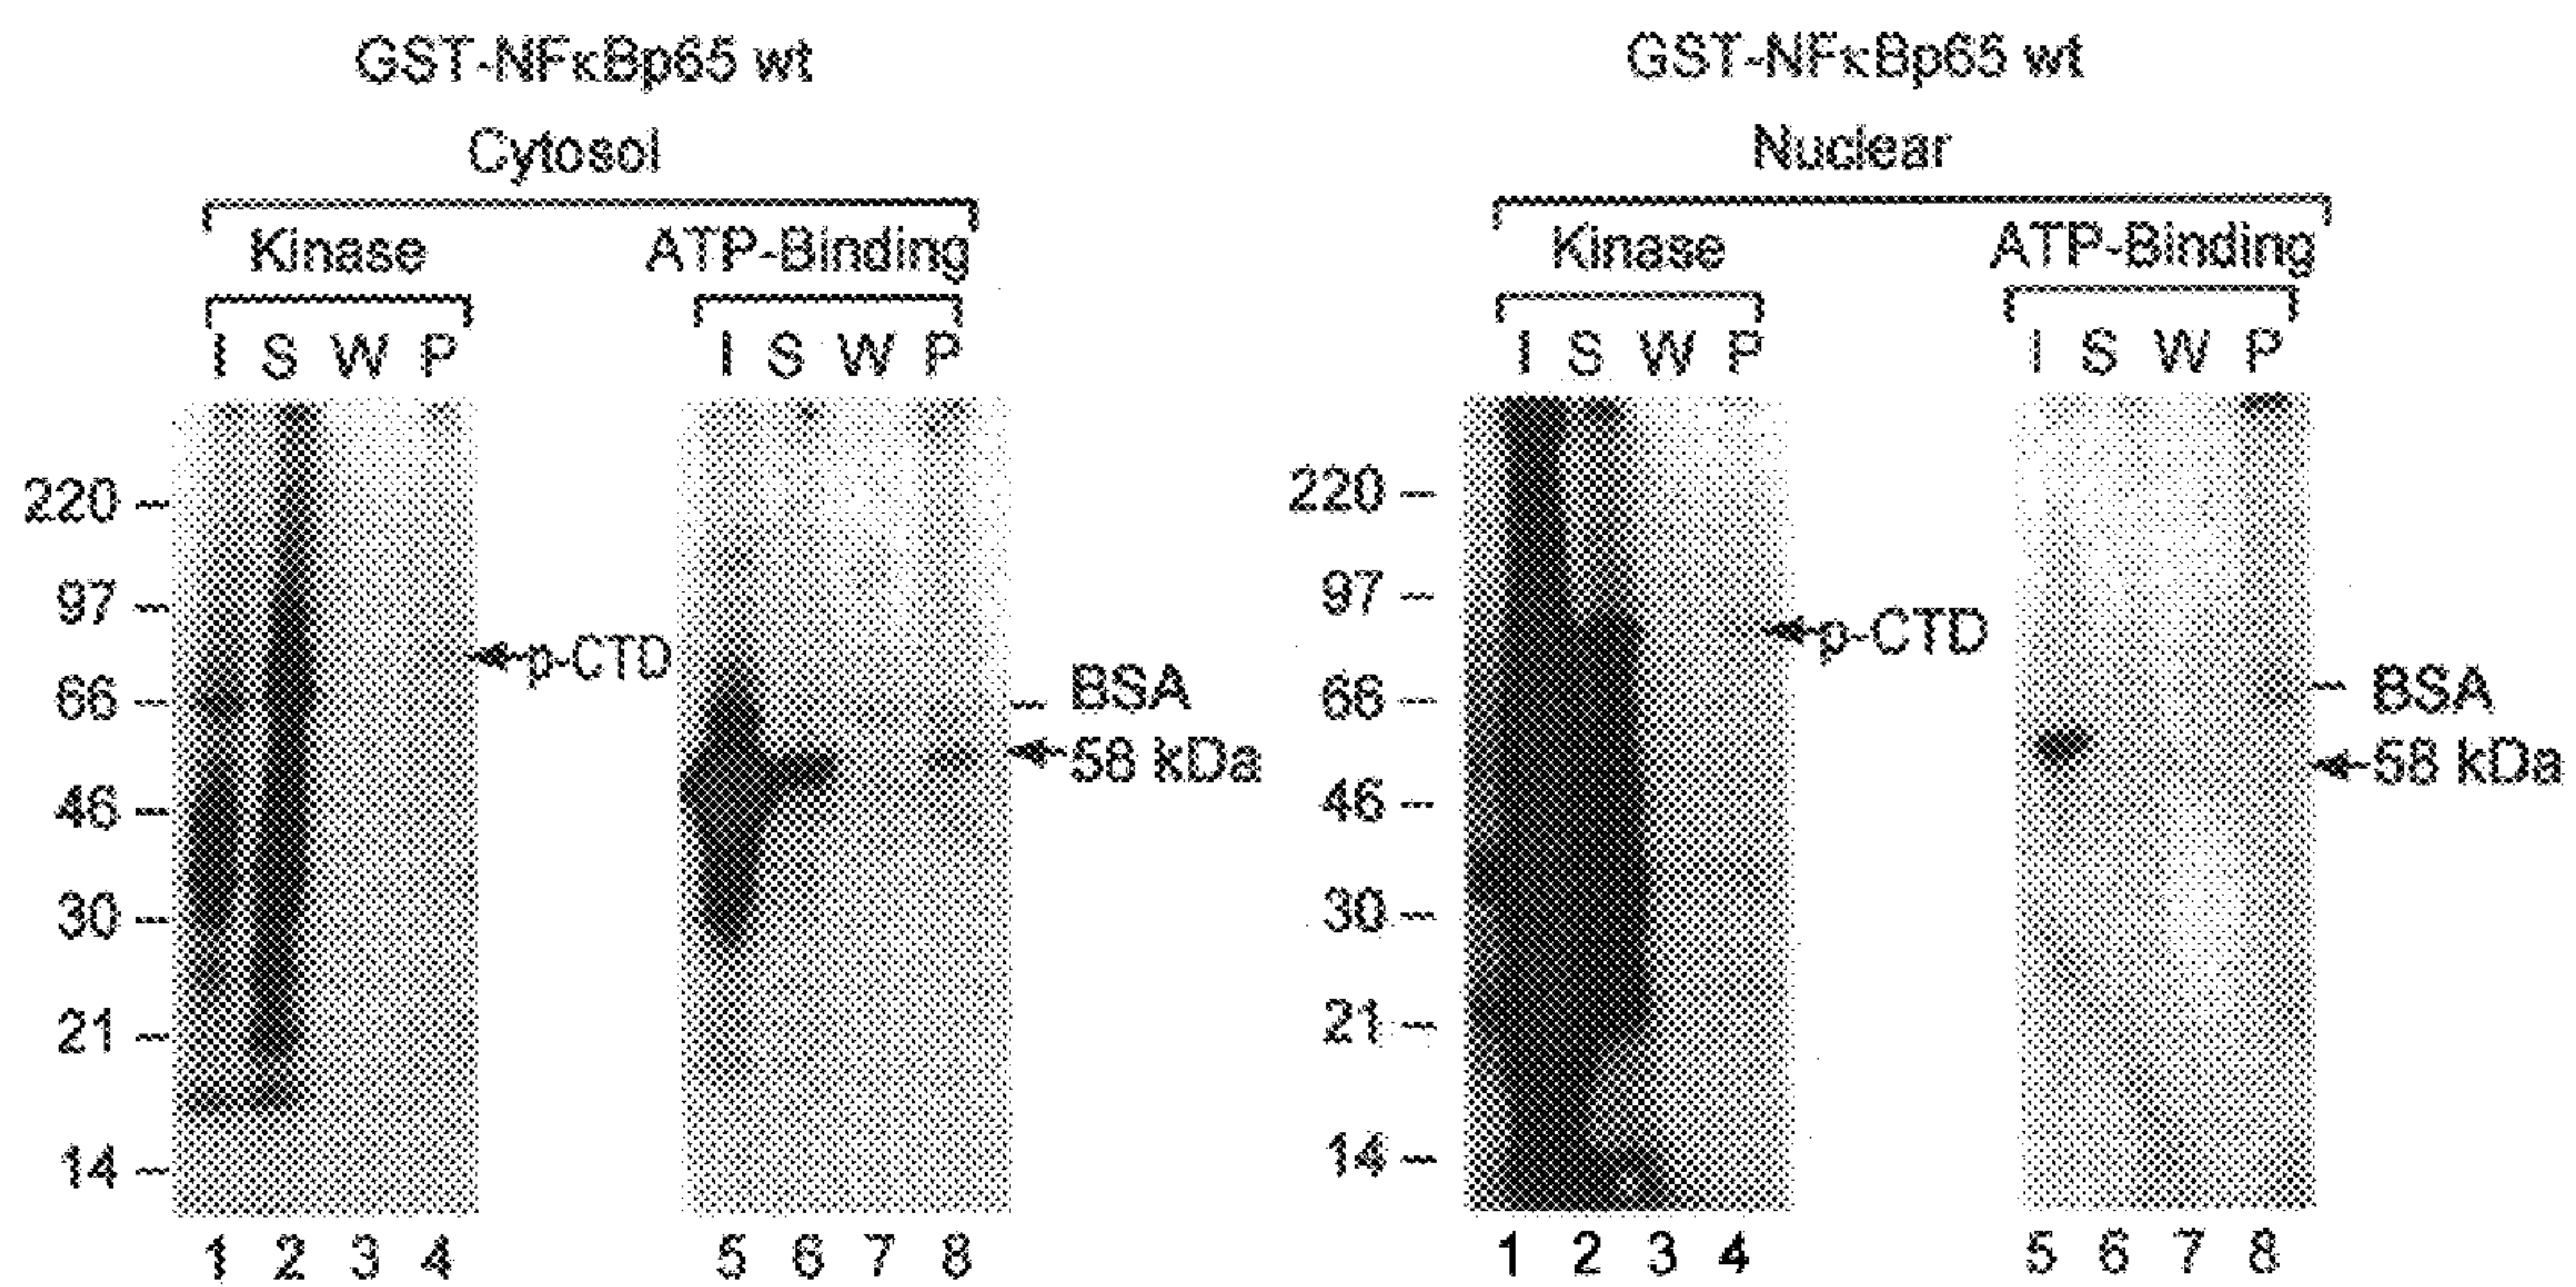 GST-NFκBp65 wt
Cytosol
Kinase ATP-Binding
I S W P I S W P
220
97
p-CTD
66
BSA
58 kDa
46
30
21
14
1 2 3 4 5 6 7 8
GST-NFκBp65 wt
Nuclear
Kinase ATP-Binding
I S W P I S W P
220
97
p-CTD
66
BSA
58 kDa
46
30
21
14
1 2 3 4 5 6 7 8